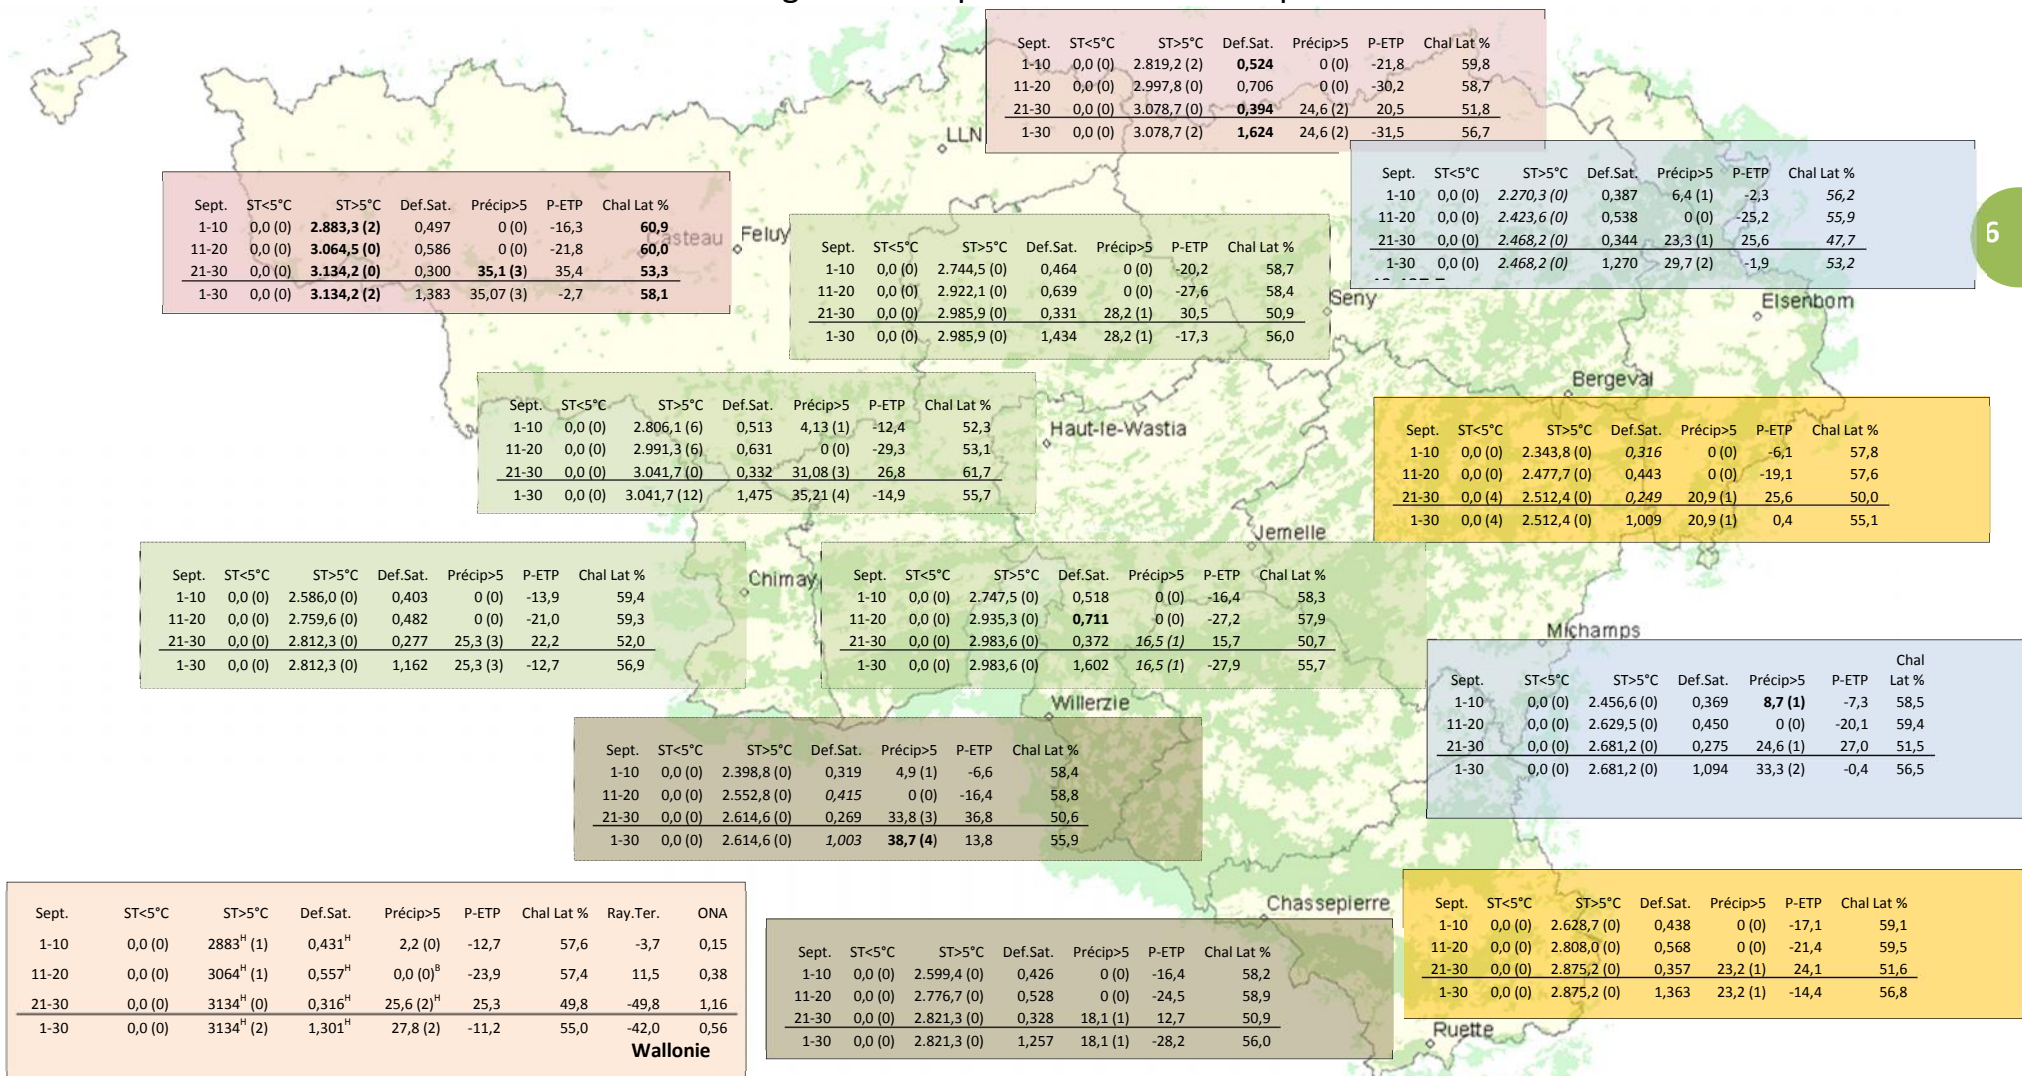 Sept. ST<5°C ST>5°C Def.Sat. Précip>5 P-ETP Chal Lat %
1-10 0,0 (0) 2.819,2 (2) 0,524 0 (0) -21,8 59,8
11-20 0,0 (0) 2.997,8 (0) 0,706 0 (0) -30,2 58,7
21-30 0,0 (0) 3.078,7 (0) 0,394 24,6 (2) 20,5 51,8
1-30 0,0 (0) 3.078,7 (2) 1,624 24,6 (2) -31,5 56,7
LLN
Sept. ST<5°C ST>5°C Def.Sat. Précip>5 P-ETP Chal Lat %
1-10 0,0 (0) 2.270,3 (0) 0,387 6,4 (1) -2,3 56,2
11-20 0,0 (0) 2.423,6 (0) 0,538 0 (0) -25,2 55,9
21-30 0,0 (0) 2.468,2 (0) 0,344 23,3 (1) 25,6 47,7
1-30 0,0 (0) 2.468,2 (0) 1,270 29,7 (2) -1,9 53,2
6
Elsenborn
Sept. ST<5°C ST>5°C Def.Sat. Précip>5 P-ETP Chal Lat %
1-10 0,0 (0) 2.883,3 (2) 0,497 0 (0) -16,3 60,9
11-20 0,0 (0) 3.064,5 (0) 0,586 0 (0) -21,8 60,0
21-30 0,0 (0) 3.134,2 (0) 0,300 35,1 (3) 35,4 53,3
1-30 0,0 (0) 3.134,2 (2) 1,383 35,07 (3) -2,7 58,1
Casteau
Feluy
Sept. ST<5°C ST>5°C Def.Sat. Précip>5 P-ETP Chal Lat %
1-10 0,0 (0) 2.744,5 (0) 0,464 0 (0) -20,2 58,7
11-20 0,0 (0) 2.922,1 (0) 0,639 0 (0) -27,6 58,4
21-30 0,0 (0) 2.985,9 (0) 0,331 28,2 (1) 30,5 50,9
1-30 0,0 (0) 2.985,9 (0) 1,434 28,2 (1) -17,3 56,0
Seny
Bergeval
Sept. ST<5°C ST>5°C Def.Sat. Précip>5 P-ETP Chal Lat %
1-10 0,0 (0) 2.806,1 (6) 0,513 4,13 (1) -12,4 52,3
11-20 0,0 (0) 2.991,3 (6) 0,631 0 (0) -29,3 53,1
21-30 0,0 (0) 3.041,7 (0) 0,332 31,08 (3) 26,8 61,7
1-30 0,0 (0) 3.041,7 (12) 1,475 35,21 (4) -14,9 55,7
Haut-le-Wastia
Sept. ST<5°C ST>5°C Def.Sat. Précip>5 P-ETP Chal Lat %
1-10 0,0 (0) 2.343,8 (0) 0,316 0 (0) -6,1 57,8
11-20 0,0 (0) 2.477,7 (0) 0,443 0 (0) -19,1 57,6
21-30 0,0 (4) 2.512,4 (0) 0,249 20,9 (1) 25,6 50,0
1-30 0,0 (4) 2.512,4 (0) 1,009 20,9 (1) 0,4 55,1
Jemelle
Sept. ST<5°C ST>5°C Def.Sat. Précip>5 P-ETP Chal Lat %
1-10 0,0 (0) 2.586,0 (0) 0,403 0 (0) -13,9 59,4
11-20 0,0 (0) 2.759,6 (0) 0,482 0 (0) -21,0 59,3
21-30 0,0 (0) 2.812,3 (0) 0,277 25,3 (3) 22,2 52,0
1-30 0,0 (0) 2.812,3 (0) 1,162 25,3 (3) -12,7 56,9
Chimay
Sept. ST<5°C ST>5°C Def.Sat. Précip>5 P-ETP Chal Lat %
1-10 0,0 (0) 2.747,5 (0) 0,518 0 (0) -16,4 58,3
11-20 0,0 (0) 2.935,3 (0) 0,711 0 (0) -27,2 57,9
21-30 0,0 (0) 2.983,6 (0) 0,372 16,5 (1) 15,7 50,7
1-30 0,0 (0) 2.983,6 (0) 1,602 16,5 (1) -27,9 55,7
Michamps
Sept. ST<5°C ST>5°C Def.Sat. Précip>5 P-ETP Chal Lat %
1-10 0,0 (0) 2.456,6 (0) 0,369 8,7 (1) -7,3 58,5
11-20 0,0 (0) 2.629,5 (0) 0,450 0 (0) -20,1 59,4
21-30 0,0 (0) 2.681,2 (0) 0,275 24,6 (1) 27,0 51,5
1-30 0,0 (0) 2.681,2 (0) 1,094 33,3 (2) -0,4 56,5
Willerzie
Sept. ST<5°C ST>5°C Def.Sat. Précip>5 P-ETP Chal Lat %
1-10 0,0 (0) 2.398,8 (0) 0,319 4,9 (1) -6,6 58,4
11-20 0,0 (0) 2.552,8 (0) 0,415 0 (0) -16,4 58,8
21-30 0,0 (0) 2.614,6 (0) 0,269 33,8 (3) 36,8 50,6
1-30 0,0 (0) 2.614,6 (0) 1,003 38,7 (4) 13,8 55,9
Sept. ST<5°C ST>5°C Def.Sat. Précip>5 P-ETP Chal Lat % Ray.Ter. ONA
1-10 0,0 (0) 2883ᴴ (1) 0,431ᴴ 2,2 (0) -12,7 57,6 -3,7 0,15
11-20 0,0 (0) 3064ᴴ (1) 0,557ᴴ 0,0 (0)ᴮ -23,9 57,4 11,5 0,38
21-30 0,0 (0) 3134ᴴ (0) 0,316ᴴ 25,6 (2)ᴴ 25,3 49,8 -49,8 1,16
1-30 0,0 (0) 3134ᴴ (2) 1,301ᴴ 27,8 (2) -11,2 55,0 -42,0 0,56
Wallonie
Chassepierre
Sept. ST<5°C ST>5°C Def.Sat. Précip>5 P-ETP Chal Lat %
1-10 0,0 (0) 2.599,4 (0) 0,426 0 (0) -16,4 58,2
11-20 0,0 (0) 2.776,7 (0) 0,528 0 (0) -24,5 58,9
21-30 0,0 (0) 2.821,3 (0) 0,328 18,1 (1) 12,7 50,9
1-30 0,0 (0) 2.821,3 (0) 1,257 18,1 (1) -28,2 56,0
Sept. ST<5°C ST>5°C Def.Sat. Précip>5 P-ETP Chal Lat %
1-10 0,0 (0) 2.628,7 (0) 0,438 0 (0) -17,1 59,1
11-20 0,0 (0) 2.808,0 (0) 0,568 0 (0) -21,4 59,5
21-30 0,0 (0) 2.875,2 (0) 0,357 23,2 (1) 24,1 51,6
1-30 0,0 (0) 2.875,2 (0) 1,363 23,2 (1) -14,4 56,8
Ruette